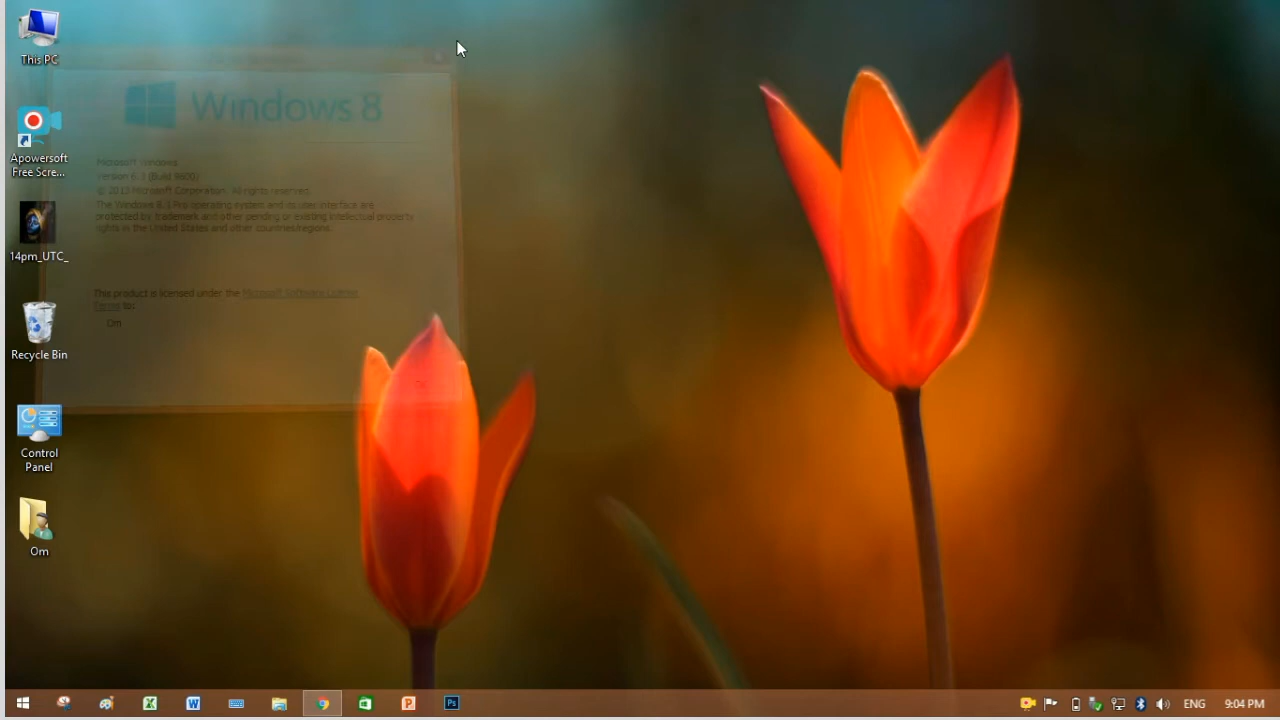 This PC
Apowersoft
Free Scre...
14pm_UTC_
Recycle Bin
Control
Panel
Om
Windows 8
Microsoft Windows
Version 6.3 (Build 9600)
© 2013 Microsoft Corporation. All rights reserved.
The Windows 8.1 Pro operating system and its user interface are
protected by trademark and other pending or existing intellectual property
rights in the United States and other countries/regions.
This product is licensed under the Microsoft Software License
Terms to:
Om
ENG
9:04 PM